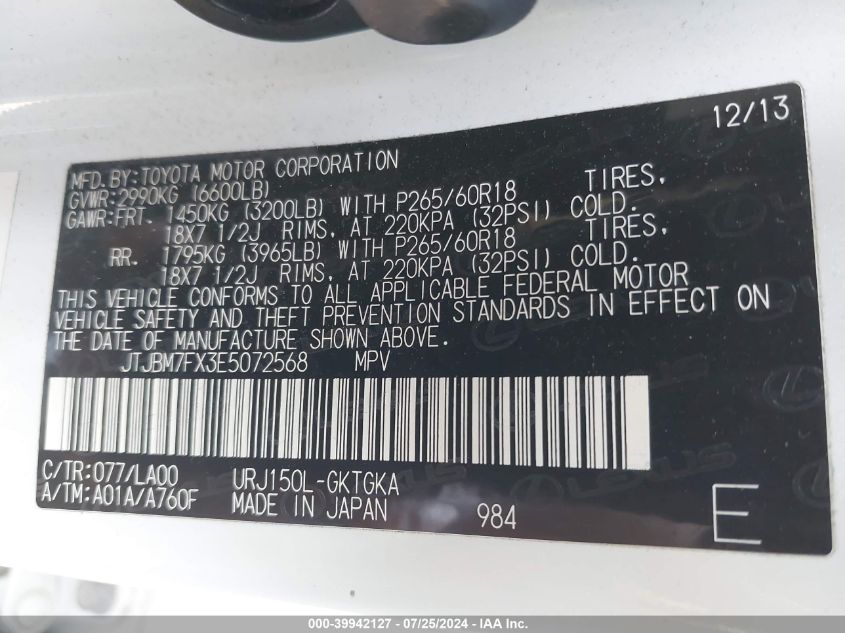 12/13
MFD.BY:TOYOTA MOTOR CORPORATION
GVWR:2990KG (6600LB)
GAWR:FRT. 1450KG (3200LB) WITH P265/60R18 TIRES,
18X7 1/2J RIMS, AT 220KPA (32PSI) COLD.
RR. 1795KG (3965LB) WITH P265/60R18 TIRES,
18X7 1/2J RIMS, AT 220KPA (32PSI) COLD.
THIS VEHICLE CONFORMS TO ALL APPLICABLE FEDERAL MOTOR
VEHICLE SAFETY AND THEFT PREVENTION STANDARDS IN EFFECT ON
THE DATE OF MANUFACTURE SHOWN ABOVE.
JTJBM7FX3E5072568 MPV
C/TR:077/LA00 URJ150L-GKTGKA
A/TM:A01A/A760F MADE IN JAPAN 984 E
LEXUS
000-39942127 - 07/25/2024 - IAA Inc.